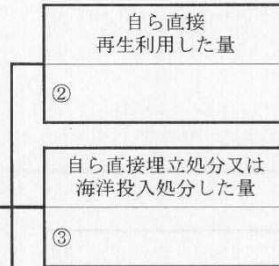 自ら直接
再生利用した量
②
自ら直接埋立処分又は
海洋投入処分した量
③